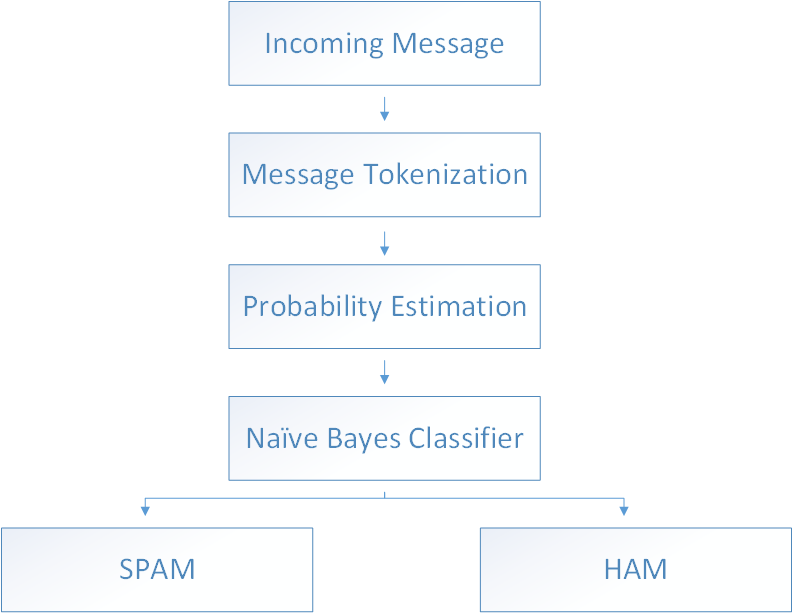 Incoming Message
Message Tokenization
Probability Estimation
Naïve Bayes Classifier
SPAM
HAM